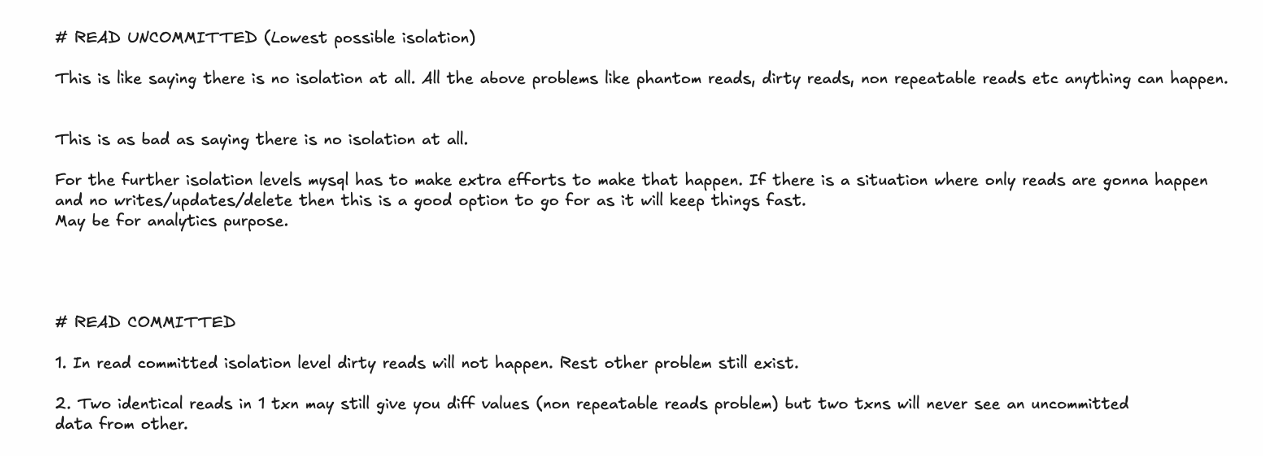 # READ UNCOMMITTED (Lowest possible isolation)
This is like saying there is no isolation at all. All the above problems like phantom reads, dirty reads, non repeatable reads etc anything can happen.
This is as bad as saying there is no isolation at all.
For the further isolation levels mysql has to make extra efforts to make that happen. If there is a situation where only reads are gonna happen
and no writes/updates/delete then this is a good option to go for as it will keep things fast.
May be for analytics purpose.
# READ COMMITTED
1. In read committed isolation level dirty reads will not happen. Rest other problem still exist.
2. Two identical reads in 1 txn may still give you diff values (non repeatable reads problem) but two txns will never see an uncommitted
data from other.